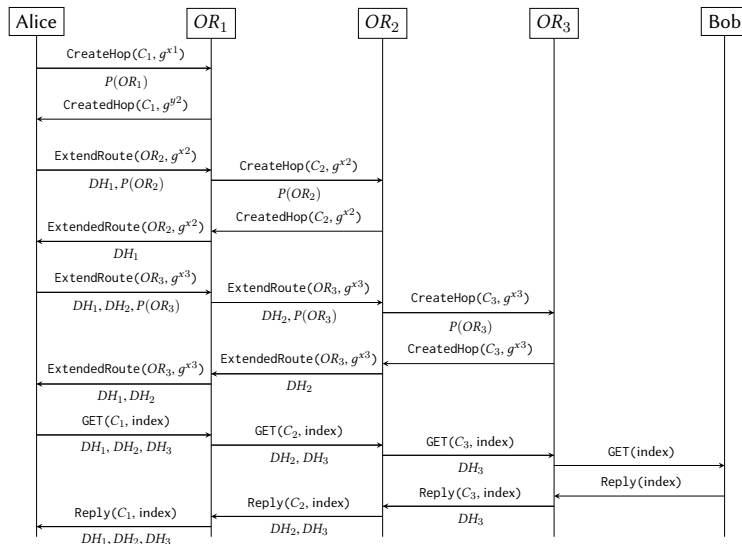 Alice OR₁ OR₂ OR₃ Bob
CreateHop(C₁, g^{x1})
P(OR₁)
CreatedHop(C₁, g^{y2})
ExtendRoute(OR₂, g^{x2})
DH₁, P(OR₂)
CreateHop(C₂, g^{x2})
P(OR₂)
CreatedHop(C₂, g^{x2})
ExtendedRoute(OR₂, g^{x2})
DH₁
ExtendRoute(OR₃, g^{x3})
DH₁, DH₂, P(OR₃)
ExtendRoute(OR₃, g^{x3})
DH₂, P(OR₃)
CreateHop(C₃, g^{x3})
P(OR₃)
CreatedHop(C₃, g^{x3})
ExtendedRoute(OR₃, g^{x3})
DH₂
ExtendedRoute(OR₃, g^{x3})
DH₁, DH₂
GET(C₁, index)
DH₁, DH₂, DH₃
GET(C₂, index)
DH₂, DH₃
GET(C₃, index)
DH₃
GET(index)
Reply(index)
Reply(C₃, index)
DH₃
Reply(C₂, index)
DH₂, DH₃
Reply(C₁, index)
DH₁, DH₂, DH₃